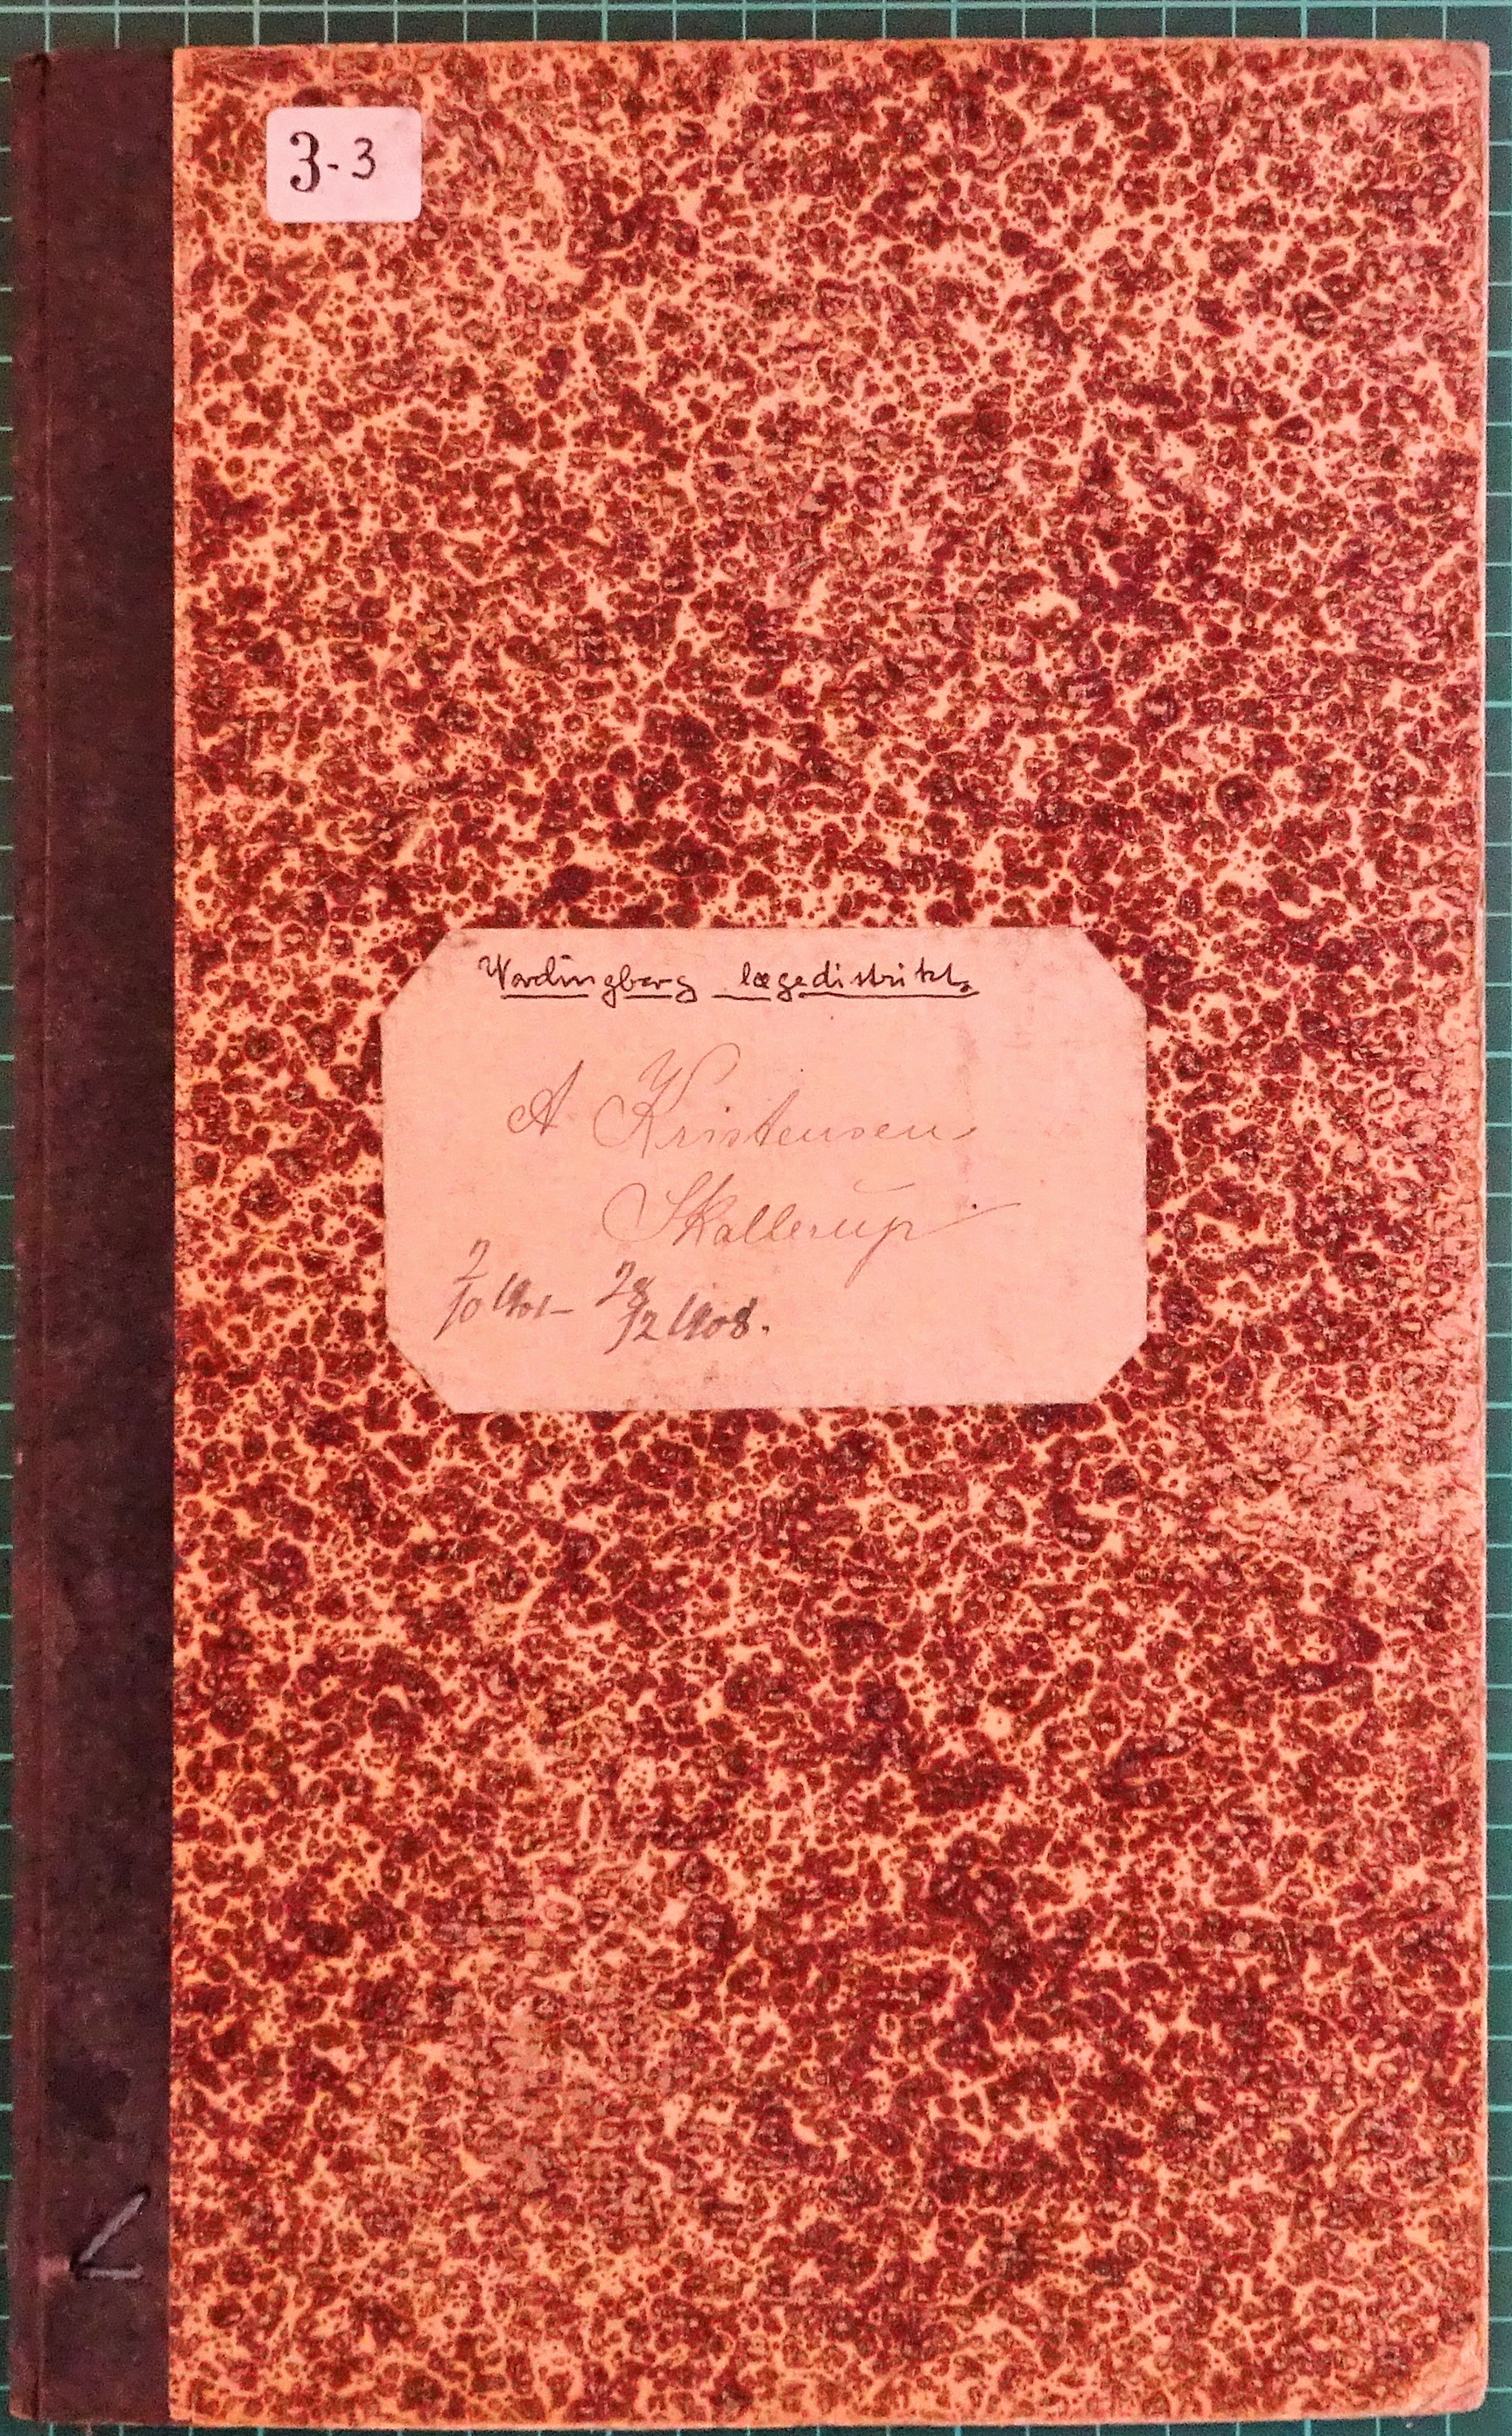 3-3
Vordingborg lægedistrikt.
A Kristensen
Skallerup
2/10 1901 - 28/12 1908.